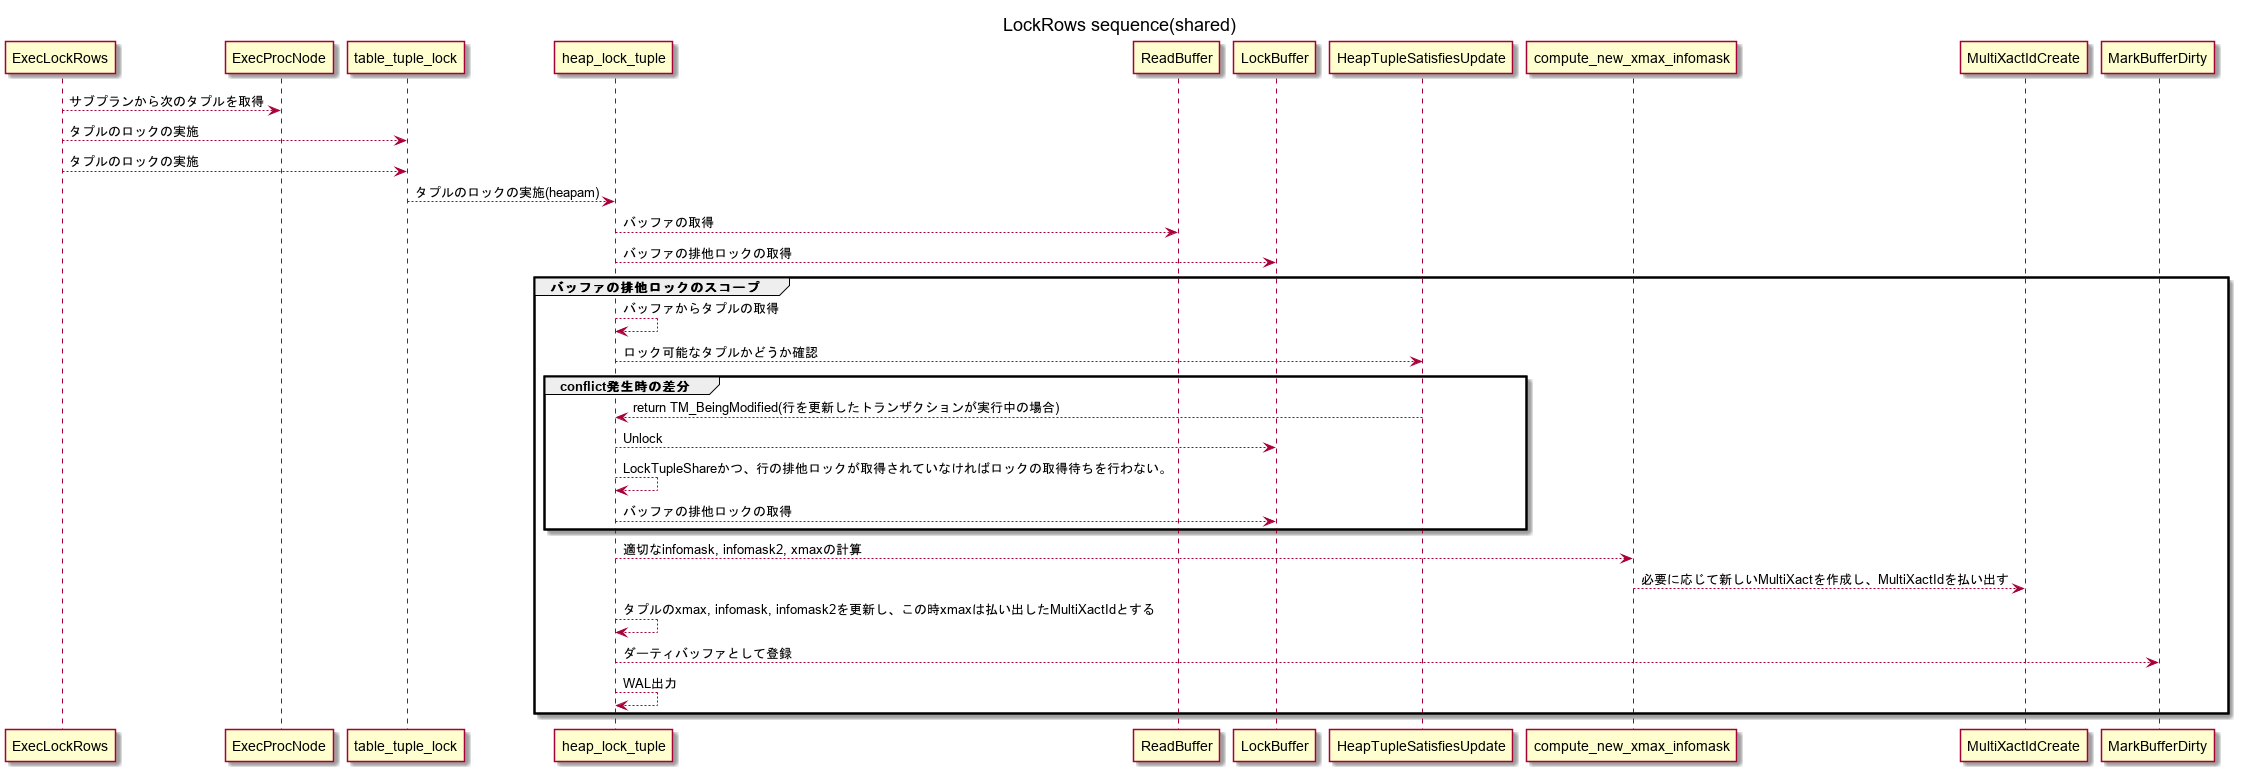 LockRows sequence(shared)
ExecLockRows
ExecProcNode
table_tuple_lock
heap_lock_tuple
ReadBuffer
LockBuffer
HeapTupleSatisfiesUpdate
compute_new_xmax_infomask
MultiXactIdCreate
MarkBufferDirty
サブプランから次のタプルを取得
タプルのロックの実施
タプルのロックの実施
タプルのロックの実施(heapam)
バッファの取得
バッファの排他ロックの取得
バッファの排他ロックのスコープ
バッファからタプルの取得
ロック可能なタプルかどうか確認
conflict発生時の差分
return TM_BeingModified(行を更新したトランザクションが実行中の場合)
Unlock
LockTupleShareかつ、行の排他ロックが取得されていなければロックの取得待ちを行わない。
バッファの排他ロックの取得
適切なinfomask, infomask2, xmaxの計算
必要に応じて新しいMultiXactを作成し、MultiXactIdを払い出す
タプルのxmax, infomask, infomask2を更新し、この時xmaxは払い出したMultiXactIdとする
ダーティバッファとして登録
WAL出力
ExecLockRows
ExecProcNode
table_tuple_lock
heap_lock_tuple
ReadBuffer
LockBuffer
HeapTupleSatisfiesUpdate
compute_new_xmax_infomask
MultiXactIdCreate
MarkBufferDirty